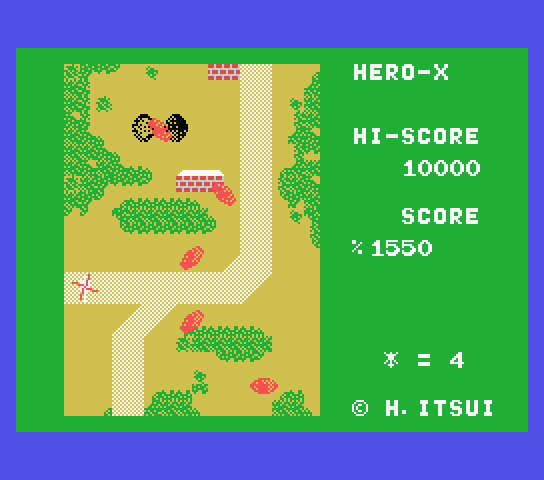 HERO-X
HI-SCORE
10000
SCORE
% 1550
= 4
© H. ITSUI